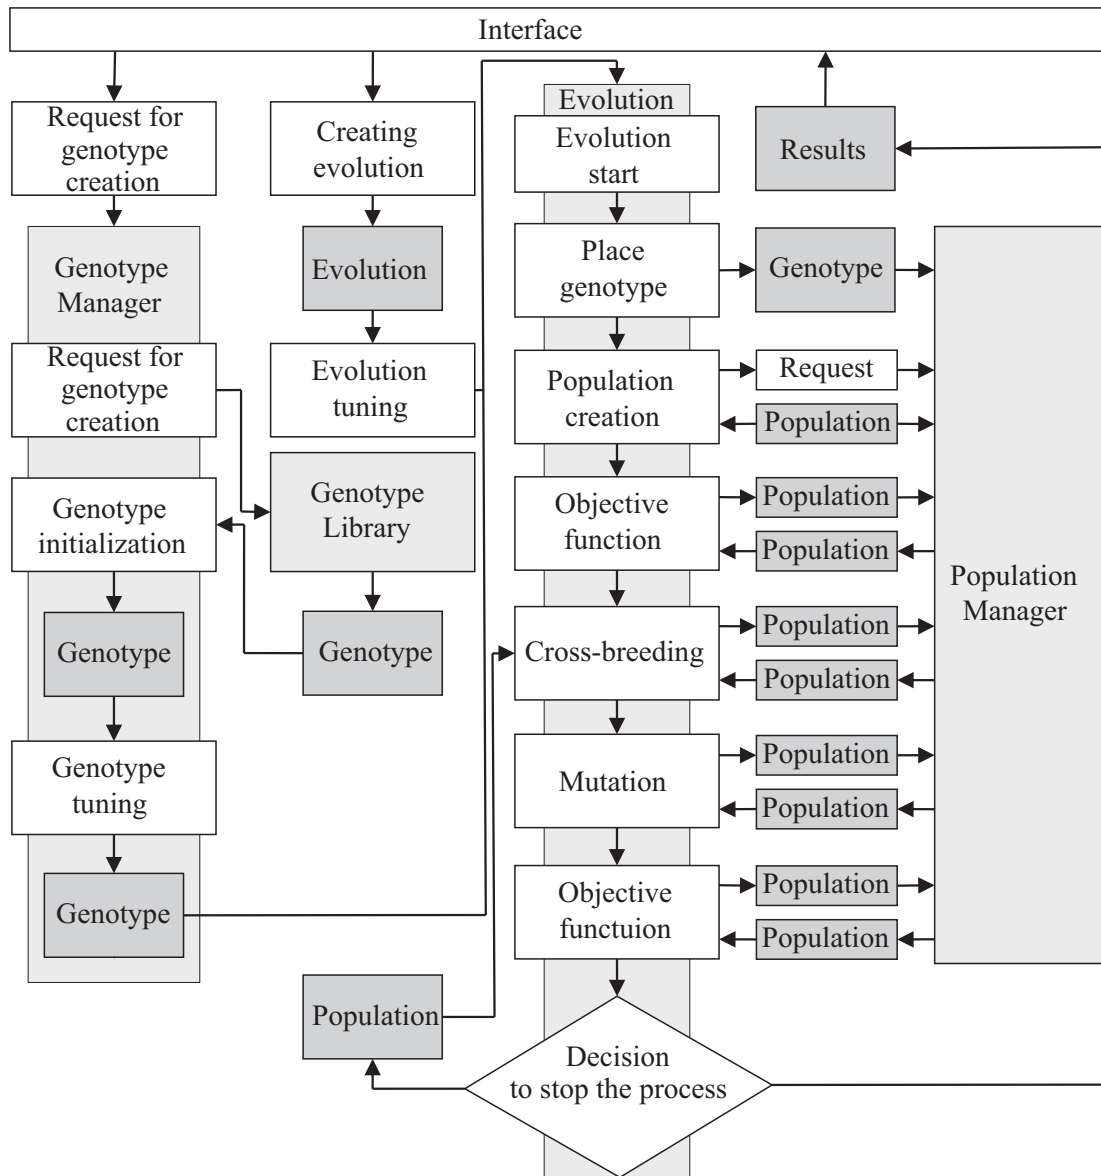 Interface
Request for
genotype
creation
Genotype
Manager
Request for
genotype
creation
Genotype
initialization
Genotype
Genotype
tuning
Genotype
Creating
evolution
Evolution
Evolution
tuning
Genotype
Library
Genotype
Population
Evolution
Evolution
start
Place
genotype
Population
creation
Objective
function
Cross-breeding
Mutation
Objective
functuion
Decision
to stop the process
Results
Genotype
Request
Population
Population
Population
Population
Population
Population
Population
Population
Population
Population
Manager